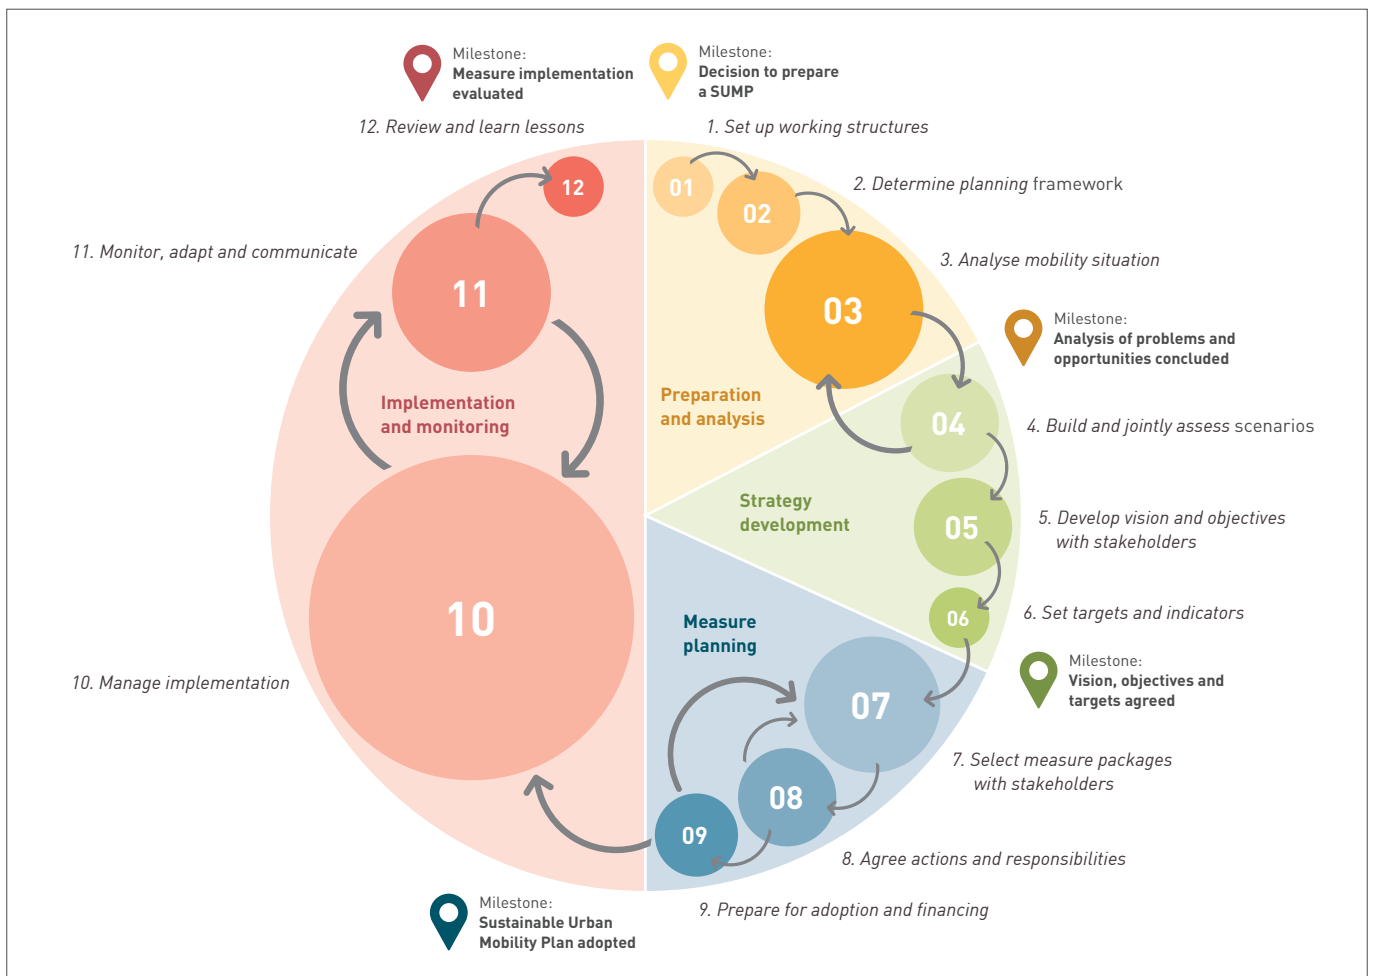 Milestone:
Measure implementation
evaluated
Milestone:
Decision to prepare
a SUMP
12. Review and learn lessons
1. Set up working structures
12
01
02
2. Determine planning framework
11. Monitor, adapt and communicate
3. Analyse mobility situation
11
03
Milestone:
Analysis of problems and
opportunities concluded
Implementation
and monitoring
Preparation
and analysis
04
4. Build and jointly assess scenarios
Strategy
development
05
5. Develop vision and objectives
with stakeholders
10
06
6. Set targets and indicators
Measure
planning
Milestone:
Vision, objectives and
targets agreed
10. Manage implementation
07
7. Select measure packages
with stakeholders
08
09
8. Agree actions and responsibilities
9. Prepare for adoption and financing
Milestone:
Sustainable Urban
Mobility Plan adopted